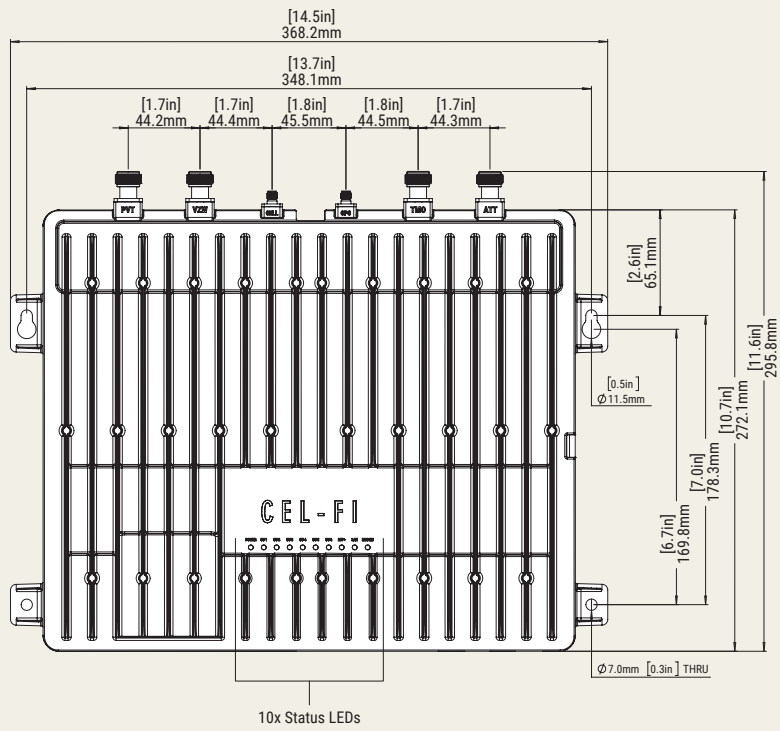 [14.5in]
368.2mm
[13.7in]
348.1mm
[1.7in]
44.2mm
[1.7in]
44.4mm
[1.8in]
45.5mm
[1.8in]
44.5mm
[1.7in]
44.3mm
PVT
VZW
CELL
GPS
TMO
ATT
[2.6in]
65.1mm
[11.6in]
295.8mm
[0.5in]
Ø11.5mm
[10.7in]
272.1mm
[7.0in]
178.3mm
[6.7in]
169.8mm
CEL-FI
Ø7.0mm [0.3in] THRU
10x Status LEDs